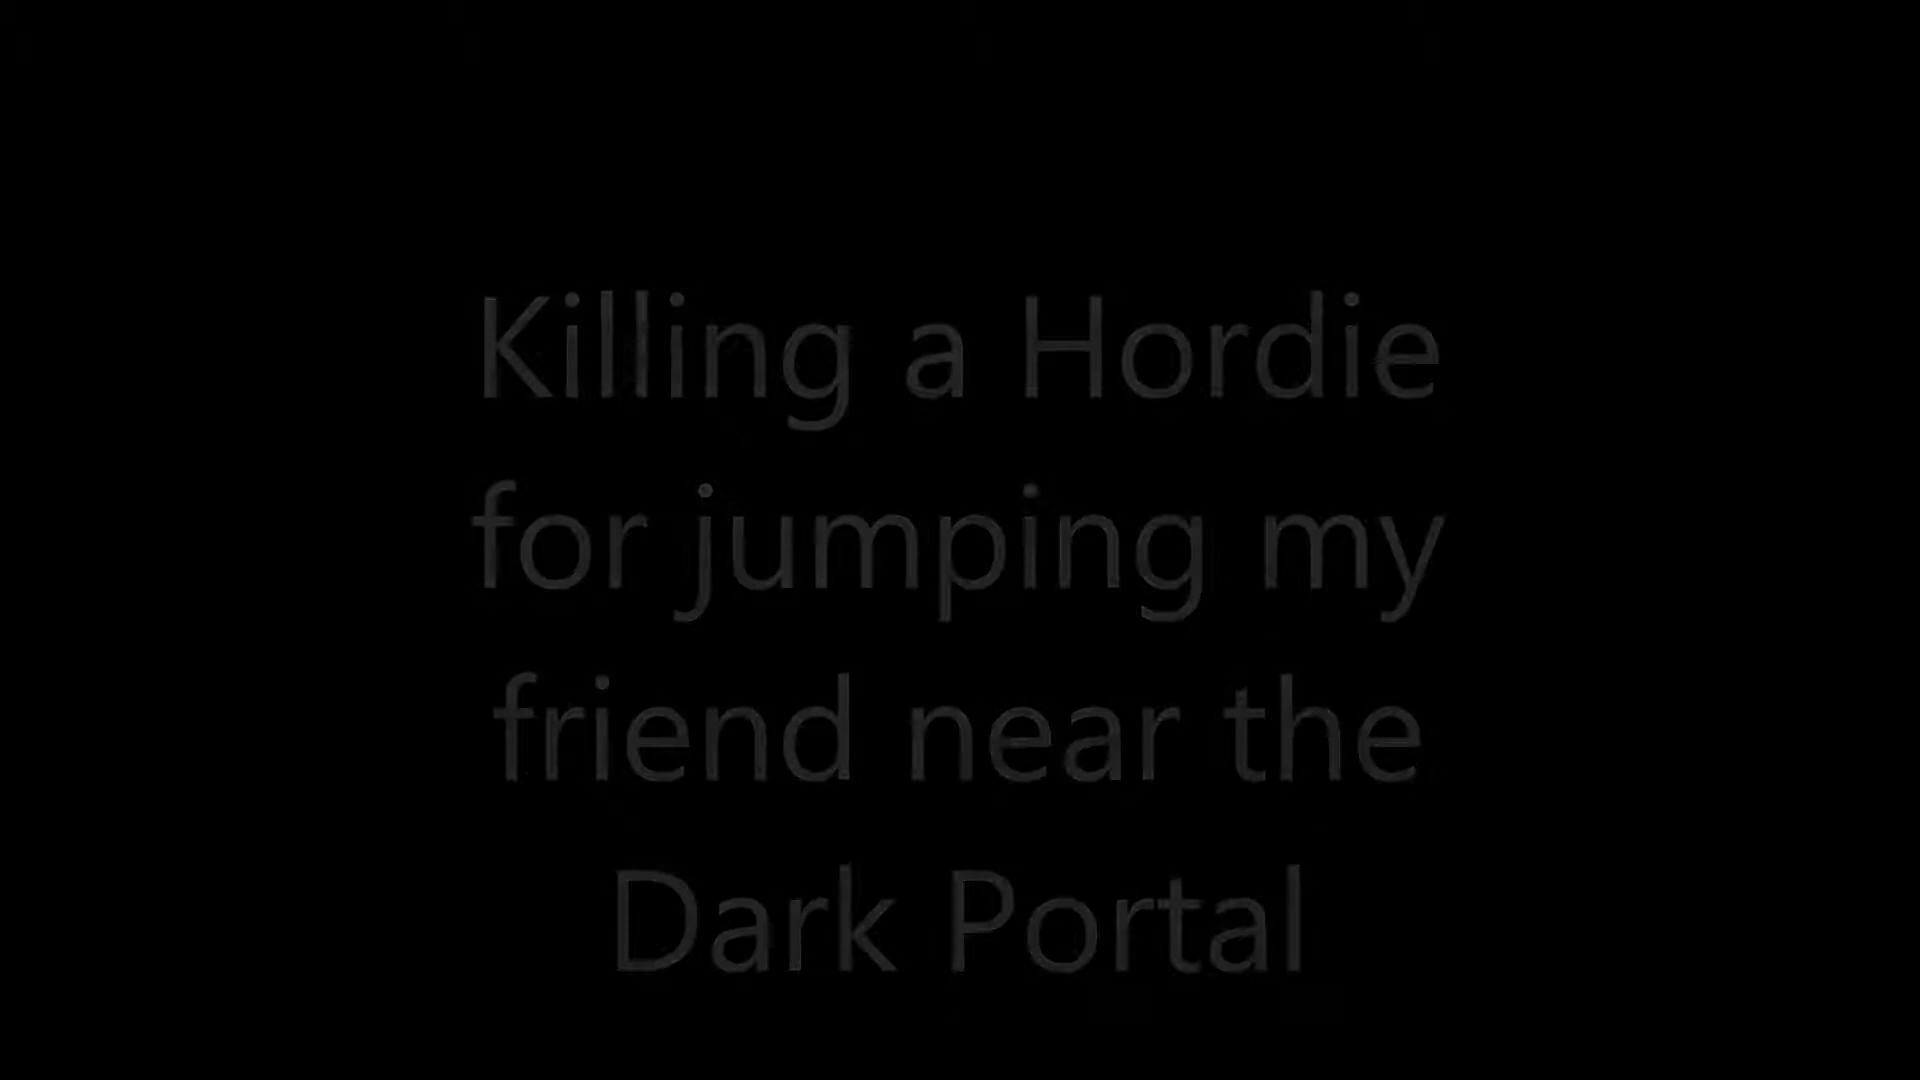 Killing a Hordie
for jumping my
friend near the
Dark Portal